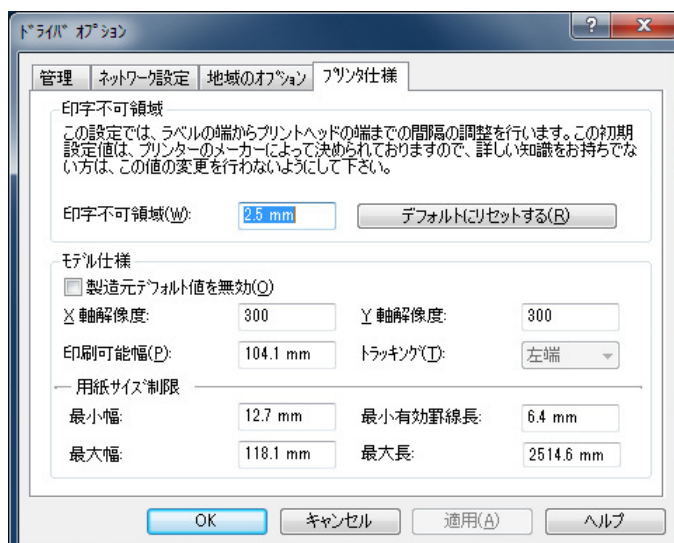 ドライバ オプション
管理 ネットワーク設定 地域のオプション プリンタ仕様
印字不可領域
この設定では、ラベルの端からプリントヘッドの端までの間隔の調整を行います。この初期
設定値は、プリンターのメーカーによって決められておりますので、詳しい知識をお持ちでな
い方は、この値の変更を行わないようにして下さい。
印字不可領域(W): 2.5 mm デフォルトにリセットする(R)
モデル仕様
製造元デフォルト値を無効(O)
X 軸解像度: 300 Y 軸解像度: 300
印刷可能幅(P): 104.1 mm トラッキング(T): 左端
用紙サイズ制限
最小幅: 12.7 mm 最小有効罫線長: 6.4 mm
最大幅: 118.1 mm 最大長: 2514.6 mm
OK キャンセル 適用(A) ヘルプ